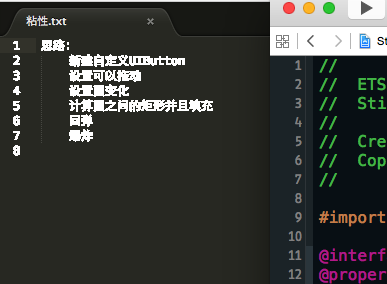 粘性.txt
×
1 思路:
2 新建自定义UIButton
3 设置可以拖动
4 设置圆变化
5 计算圆之间的矩形并且填充
6 回弹
7 爆炸
8
1 //
2 // ETS
3 // Sti
4 //
5 // Cre
6 // Cop
7 //
8
9 #import
10
11 @interf
12 @proper